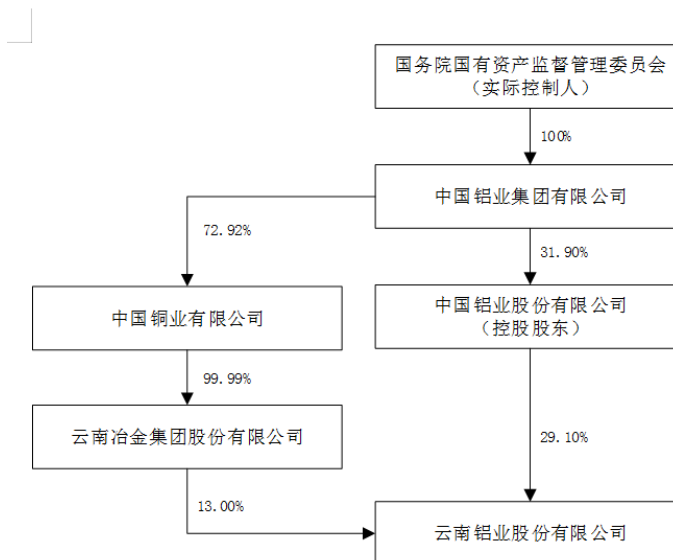 国务院国有资产监督管理委员会
（实际控制人）
100%
中国铝业集团有限公司
72.92%
31.90%
中国铜业有限公司
中国铝业股份有限公司
（控股股东）
99.99%
云南冶金集团股份有限公司
29.10%
13.00%
云南铝业股份有限公司